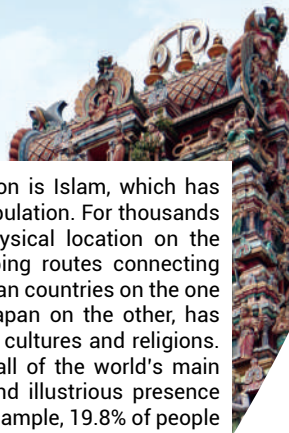 on is Islam, which has
pulation. For thousands
ysical location on the
ping routes connecting
an countries on the one
apan on the other, has
cultures and religions.
all of the world's main
nd illustrious presence
ample, 19.8% of people